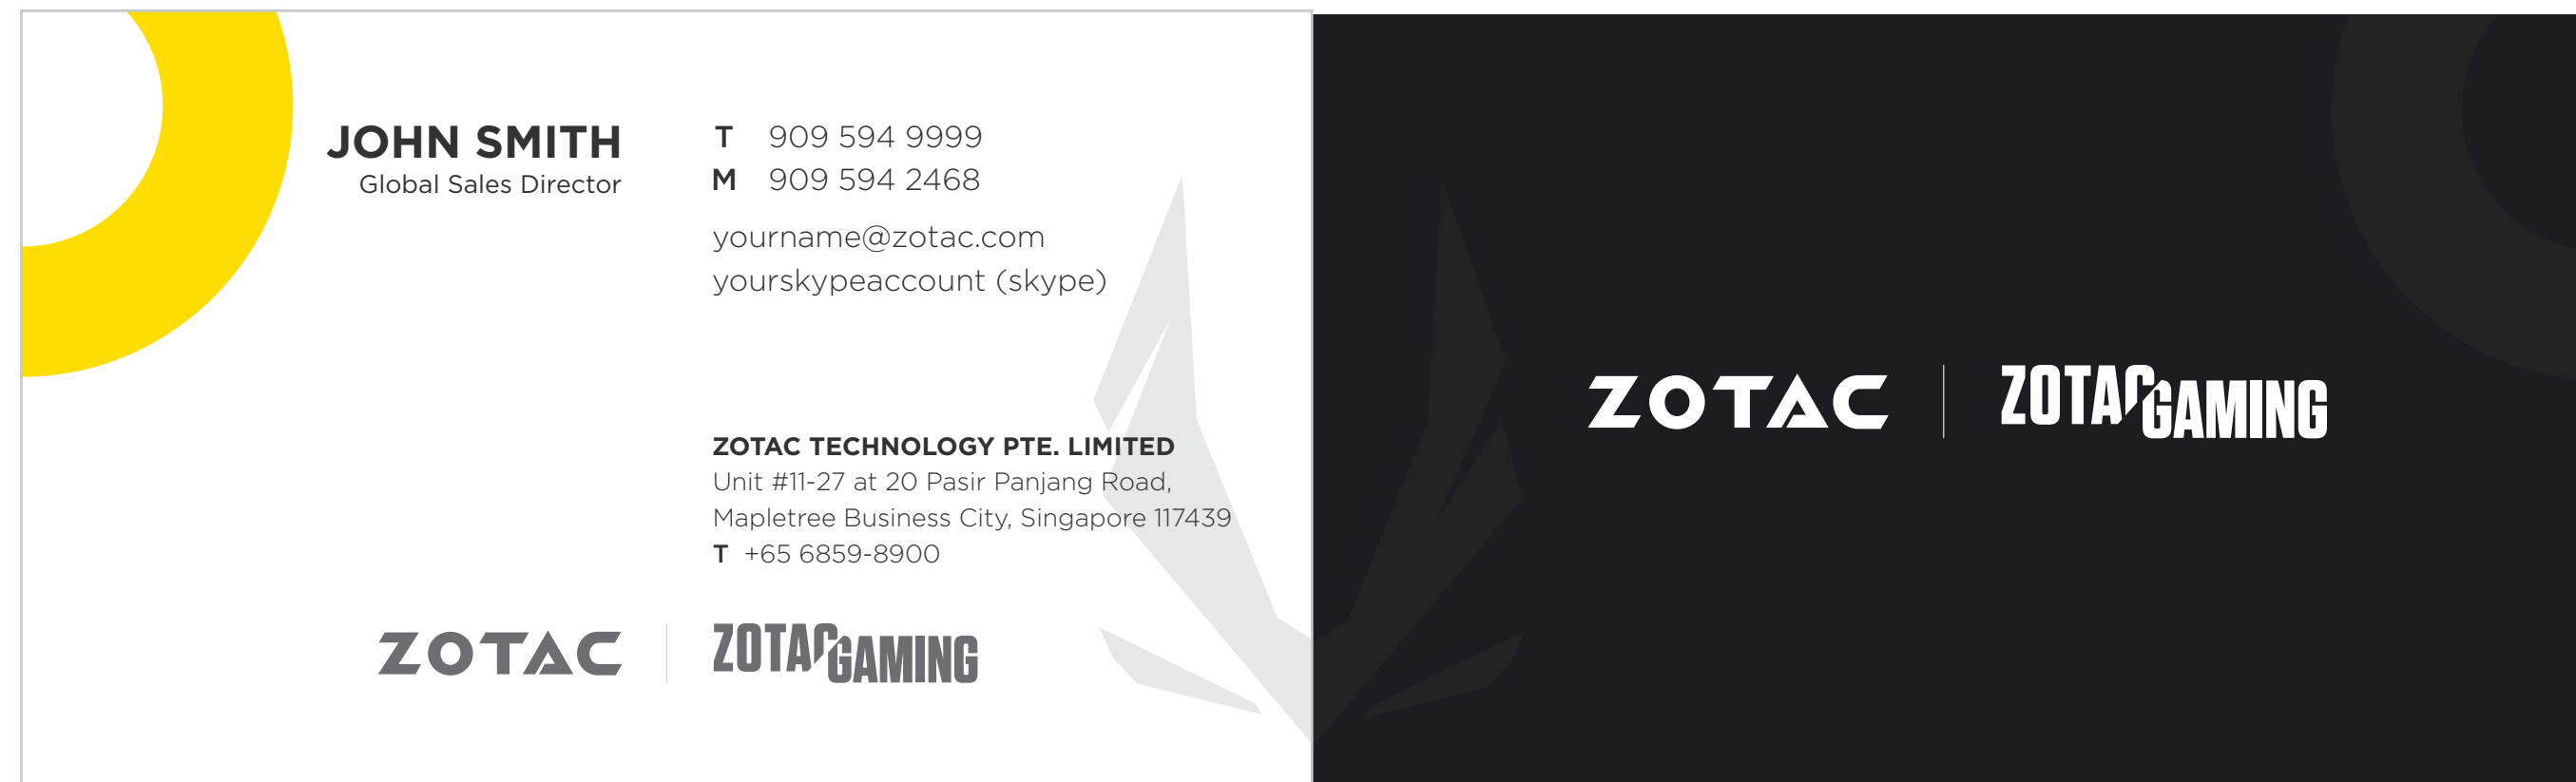 JOHN SMITH
Global Sales Director
T 909 594 9999
M 909 594 2468
yourname@zotac.com
yourskypeaccount (skype)
ZOTAC TECHNOLOGY PTE. LIMITED
Unit #11-27 at 20 Pasir Panjang Road,
Mapletree Business City, Singapore 117439
T +65 6859-8900
ZOTAC | ZOTAC GAMING
ZOTAC | ZOTAC GAMING